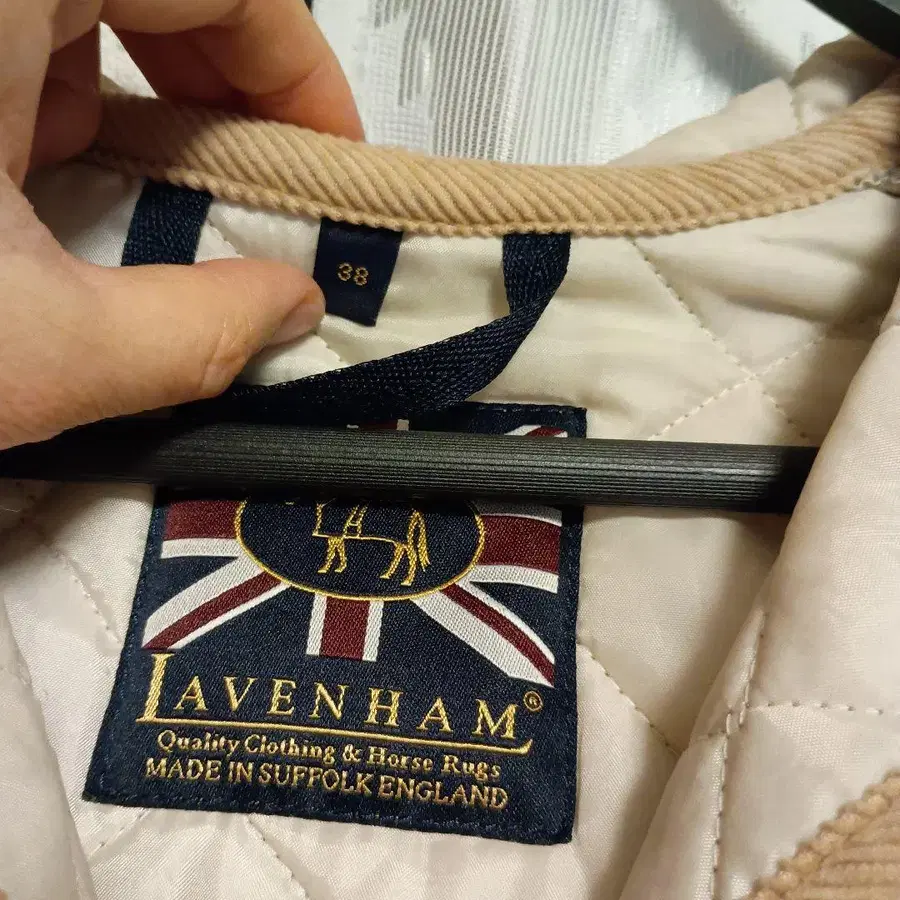 38
LAVENHAM®
Quality Clothing & Horse Rugs
MADE IN SUFFOLK ENGLAND